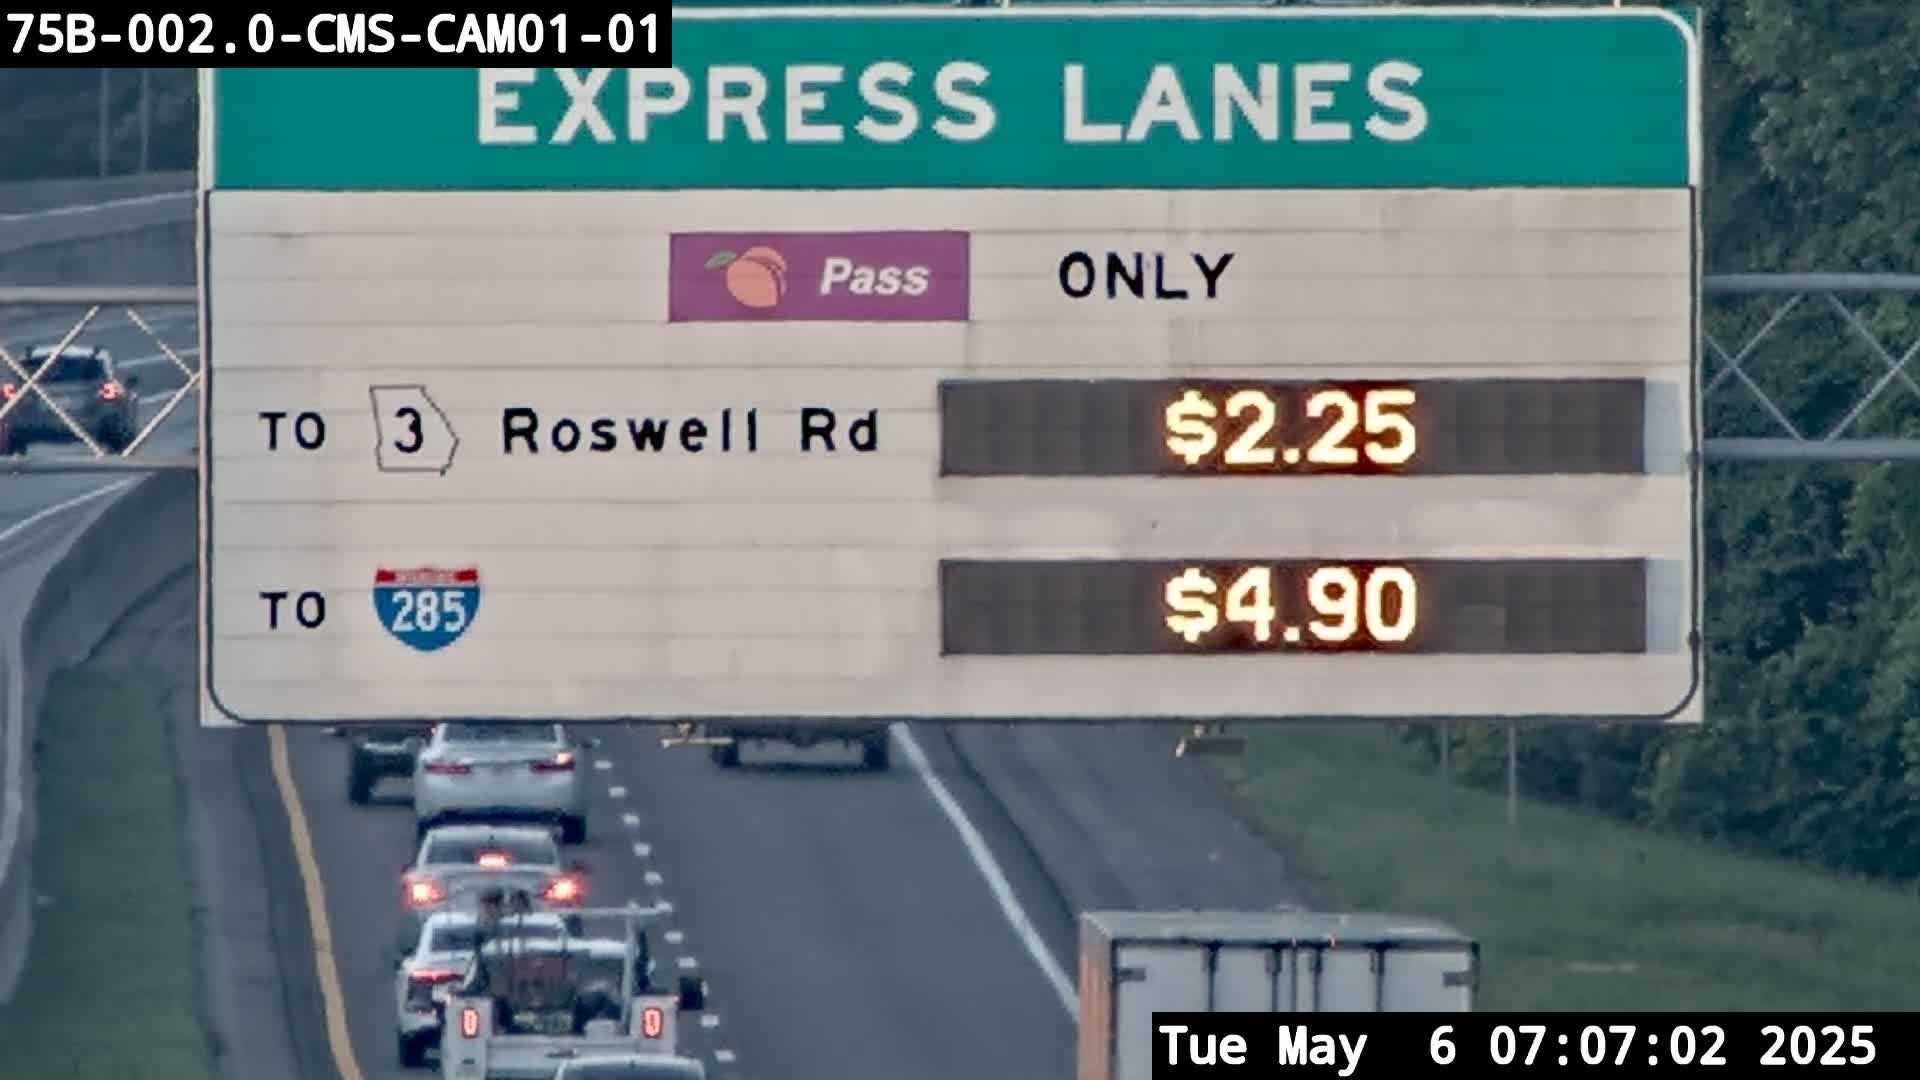 75B-002.0-CMS-CAM01-01
EXPRESS LANES
Pass ONLY
TO 3 Roswell Rd $2.25
TO 285 $4.90
Tue May 6 07:07:02 2025